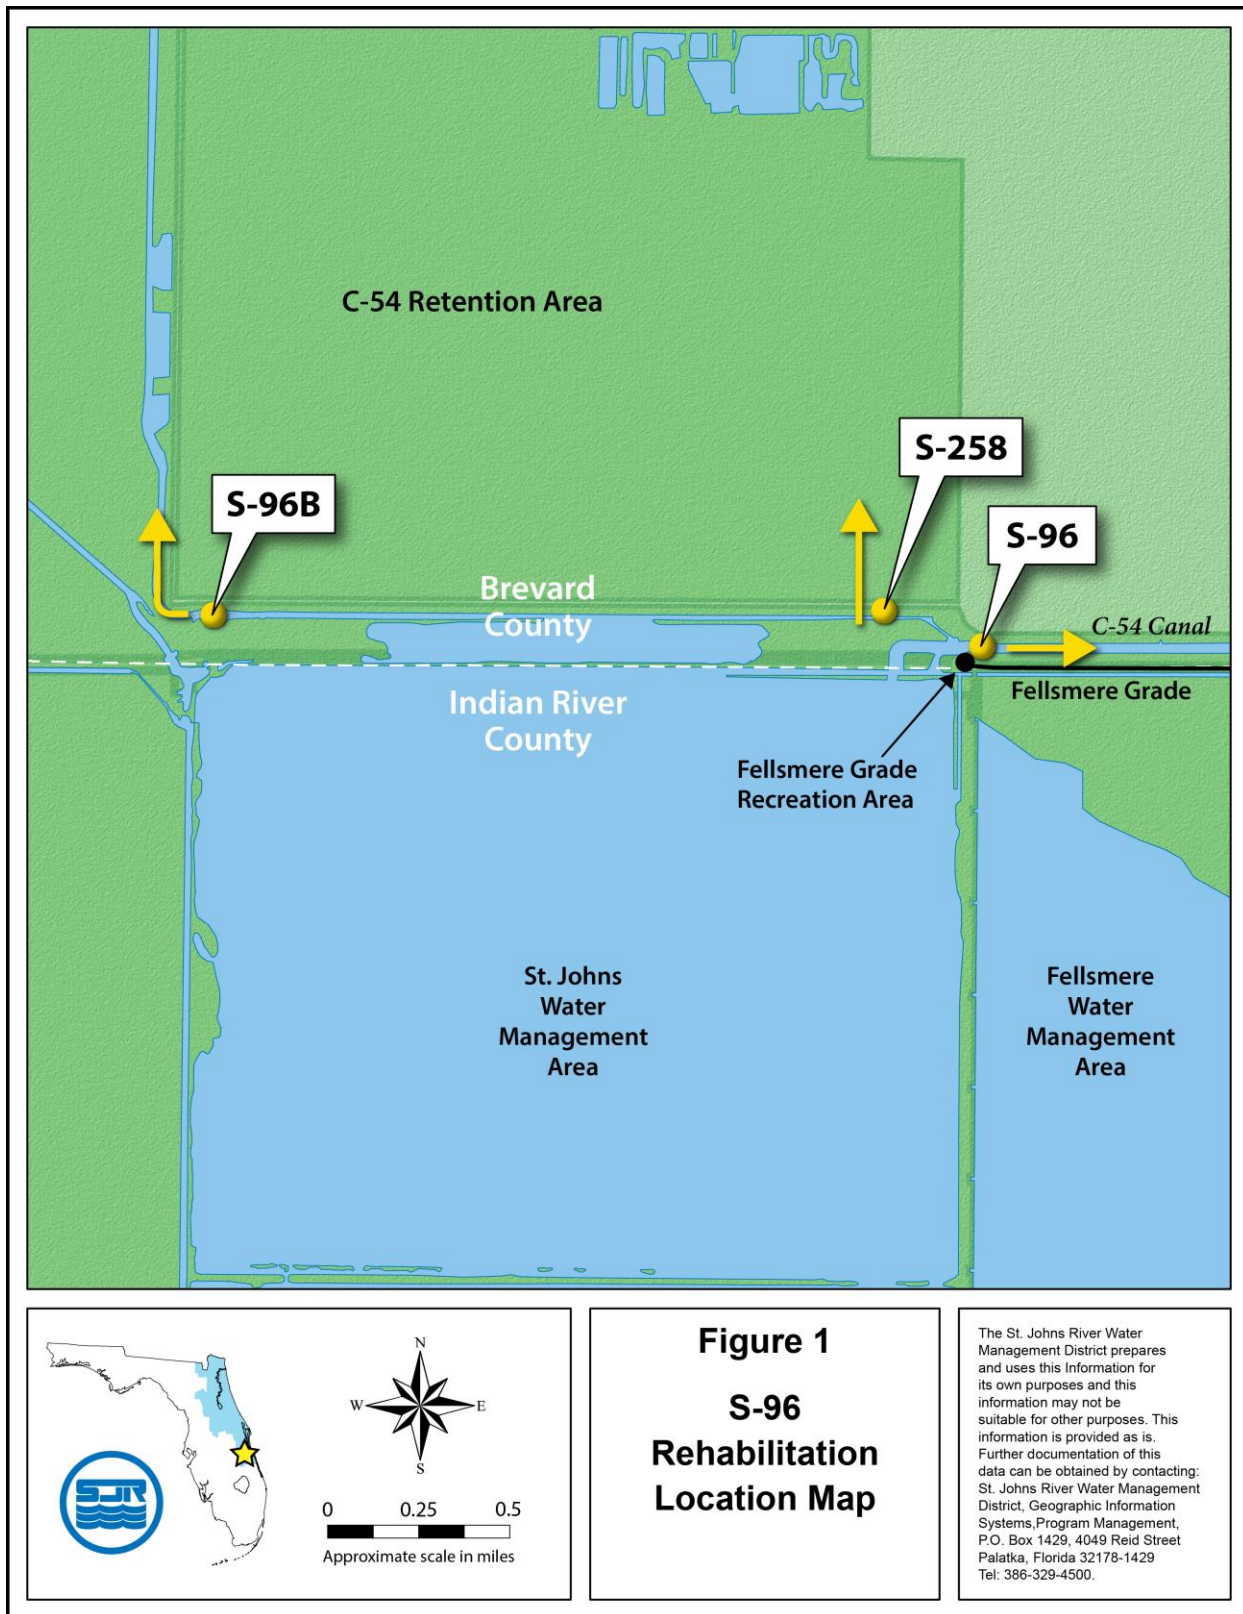 C-54 Retention Area
S-258
S-96B
S-96
Brevard
County
C-54 Canal
Fellsmere Grade
Indian River
County
Fellsmere Grade
Recreation Area
St. Johns
Water
Management
Area
Fellsmere
Water
Management
Area
SJR
N
W
E
S
0 0.25 0.5
Approximate scale in miles
Figure 1
S-96
Rehabilitation
Location Map
The St. Johns River Water
Management District prepares
and uses this Information for
its own purposes and this
information may not be
suitable for other purposes. This
information is provided as is.
Further documentation of this
data can be obtained by contacting:
St. Johns River Water Management
District, Geographic Information
Systems,Program Management,
P.O. Box 1429, 4049 Reid Street
Palatka, Florida 32178-1429
Tel: 386-329-4500.